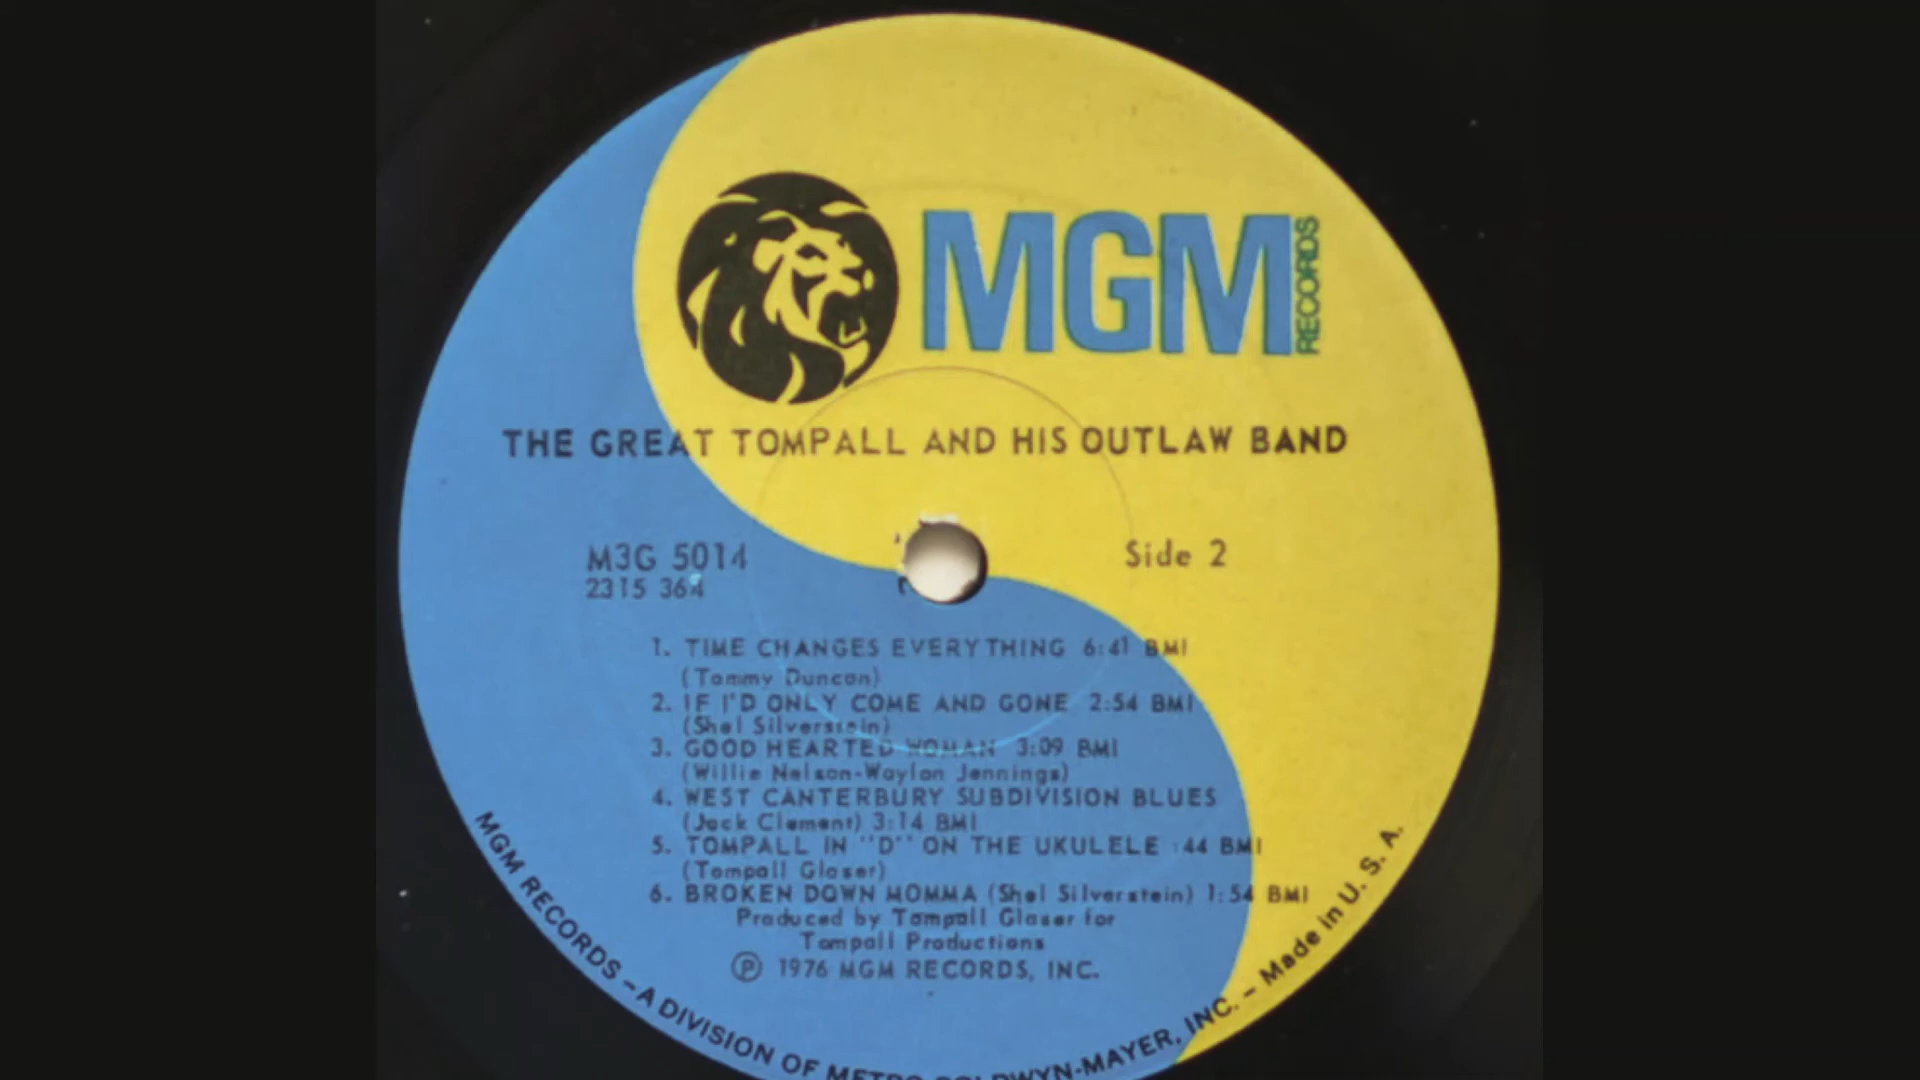 MGM RECORDS
THE GREAT TOMPALL AND HIS OUTLAW BAND
M3G 5014
2315 364
Side 2
1. TIME CHANGES EVERYTHING 6:41 BMI
(Tommy Duncan)
2. IF I'D ONLY COME AND GONE 2:54 BMI
(Shel Silverstein)
3. GOOD HEARTED WOMAN 3:09 BMI
(Willie Nelson-Waylon Jennings)
4. WEST CANTERBURY SUBDIVISION BLUES
(Jack Clement) 3:14 BMI
5. TOMPALL IN "D" ON THE UKULELE :44 BMI
(Tompall Glaser)
6. BROKEN DOWN MOMMA (Shel Silverstein) 1:54 BMI
Produced by Tompall Glaser for
Tompall Productions
Ⓟ 1976 MGM RECORDS, INC.
MGM RECORDS – A DIVISION OF METRO-GOLDWYN-MAYER, INC. – Made in U. S. A.